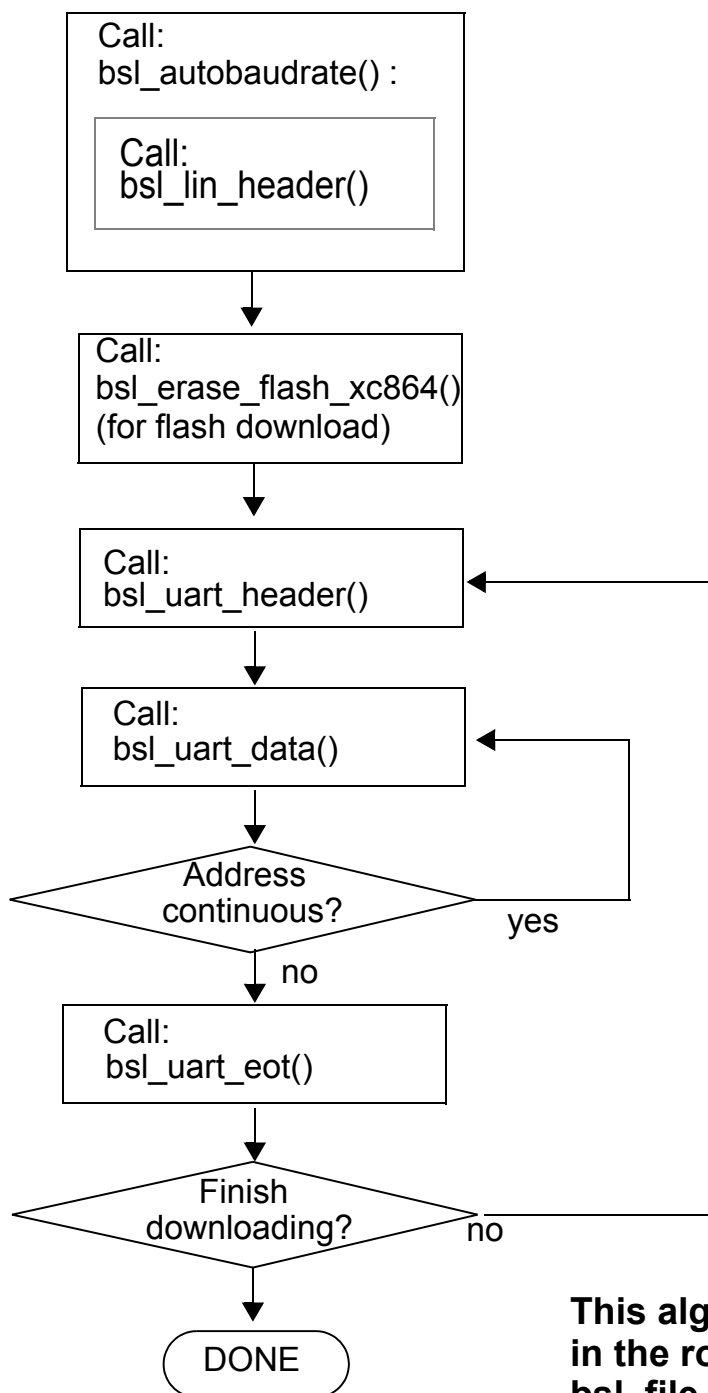 Call:
bsl_autobaudrate() :
Call:
bsl_lin_header()
Call:
bsl_erase_flash_xc864()
(for flash download)
Call:
bsl_uart_header()
Call:
bsl_uart_data()
Address
continuous?
yes
no
Call:
bsl_uart_eot()
Finish
downloading?
no
DONE
This alg
in the ro
bsl_file